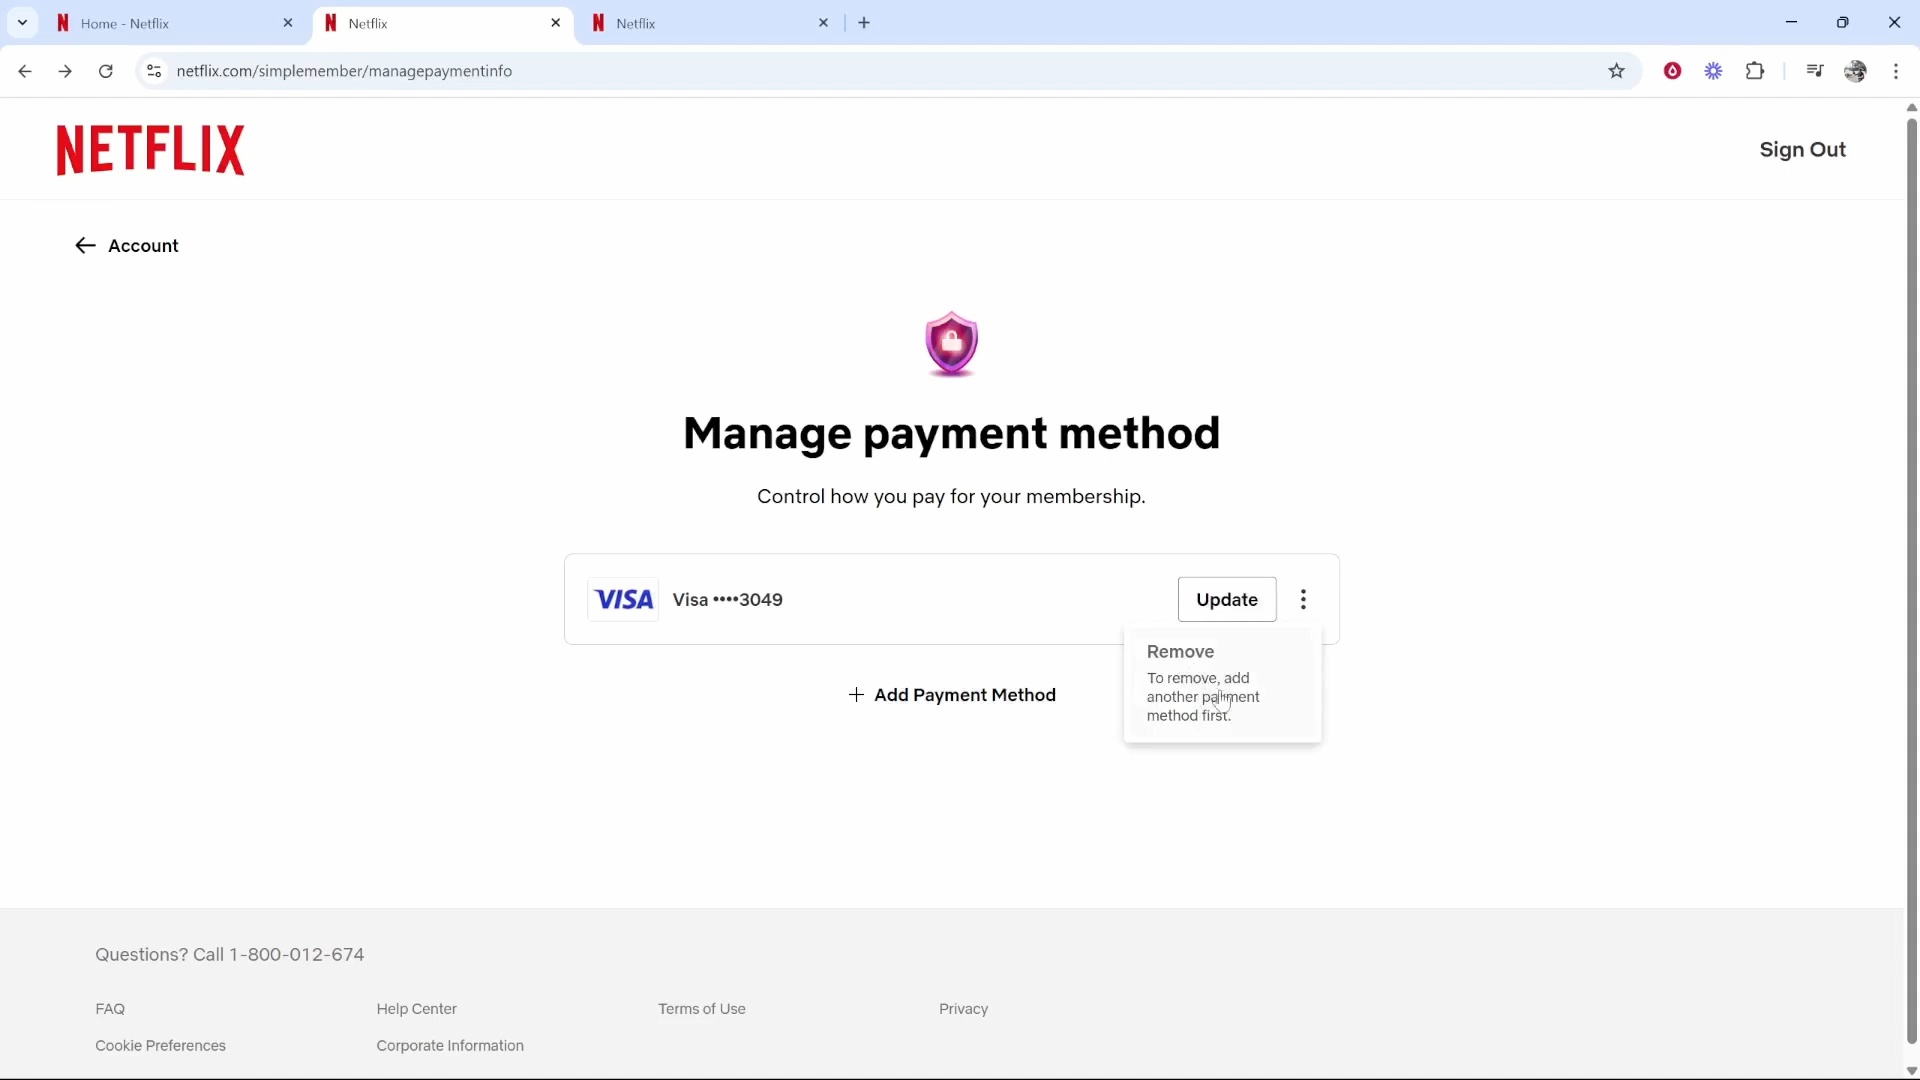 Home - Netflix
Netflix
Netflix
netflix.com/simplemember/managepaymentinfo
NETFLIX
Sign Out
Account
Manage payment method
Control how you pay for your membership.
VISA
Visa ••••3049
Update
Remove
To remove, add
another payment
method first.
+ Add Payment Method
Questions? Call 1-800-012-674
FAQ
Help Center
Terms of Use
Privacy
Cookie Preferences
Corporate Information